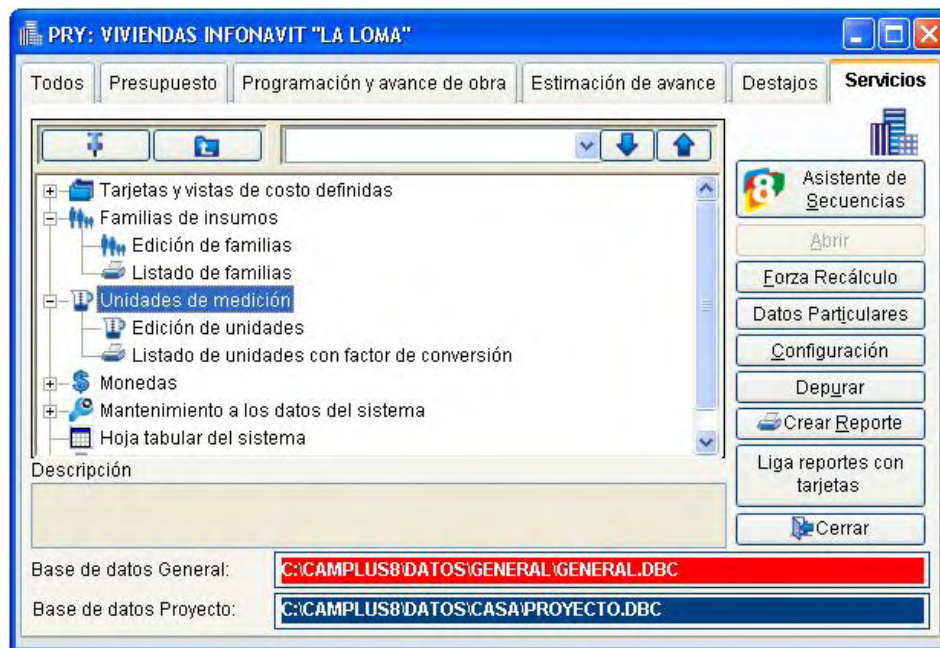 PRY: VIVIENDAS INFONAVIT "LA LOMA"
Todos Presupuesto Programación y avance de obra Estimación de avance Destajos Servicios
Tarjetas y vistas de costo definidas
Familias de insumos
Edición de familias
Listado de familias
Unidades de medición
Edición de unidades
Listado de unidades con factor de conversión
Monedas
Mantenimiento a los datos del sistema
Hoja tabular del sistema
8 Asistente de
Secuencias
Abrir
Forza Recálculo
Datos Particulares
Configuración
Depurar
Crear Reporte
Liga reportes con
tarjetas
Cerrar
Descripción
Base de datos General: C:\CAMPLUS8\DATOS\GENERAL\GENERAL.DBC
Base de datos Proyecto: C:\CAMPLUS8\DATOS\CASA\PROYECTO.DBC